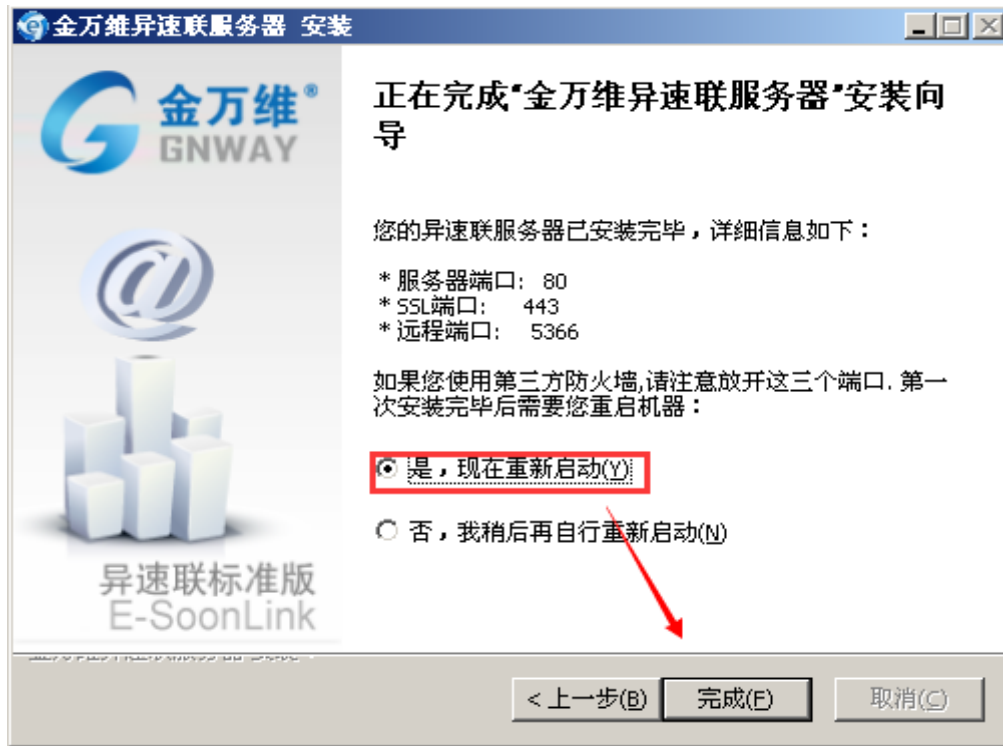 金万维异速联服务器 安装
金万维®
GNWAY
正在完成“金万维异速联服务器”安装向
导
您的异速联服务器已安装完毕，详细信息如下：
* 服务器端口: 80
* SSL端口: 443
* 远程端口: 5366
如果您使用第三方防火墙,请注意放开这三个端口. 第一
次安装完毕后需要您重启机器：
是，现在重新启动(Y)
否，我稍后再自行重新启动(N)
异速联标准版
E-SoonLink
< 上一步(B)
完成(F)
取消(C)